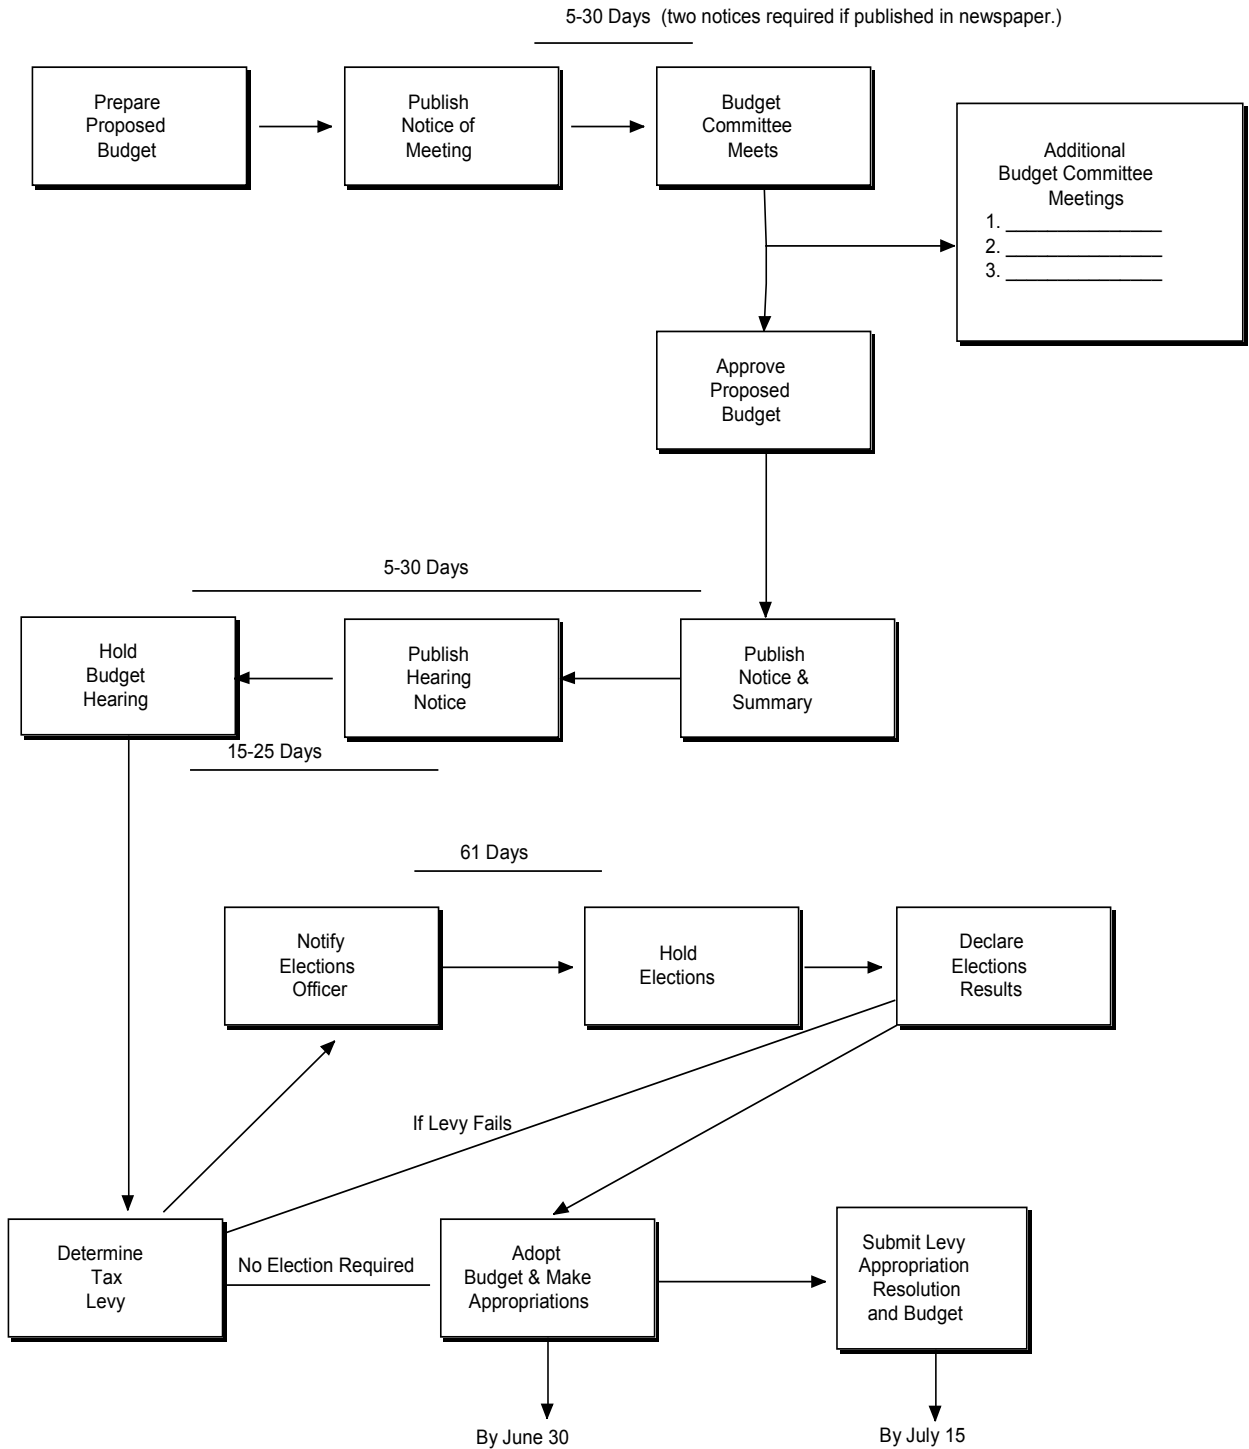 5-30 Days  (two notices required if published in newspaper.)
Prepare
Proposed
Budget
Publish
Notice of
Meeting
Budget
Committee
Meets
Additional
Budget Committee
Meetings
1. _______________
2. _______________
3. _______________
Approve
Proposed
Budget
5-30 Days
Hold
Budget
Hearing
Publish
Hearing
Notice
Publish
Notice &
Summary
15-25 Days
61 Days
Notify
Elections
Officer
Hold
Elections
Declare
Elections
Results
If Levy Fails
Determine
Tax
Levy
No Election Required
Adopt
Budget & Make
Appropriations
Submit Levy
Appropriation
Resolution
and Budget
By June 30
By July 15